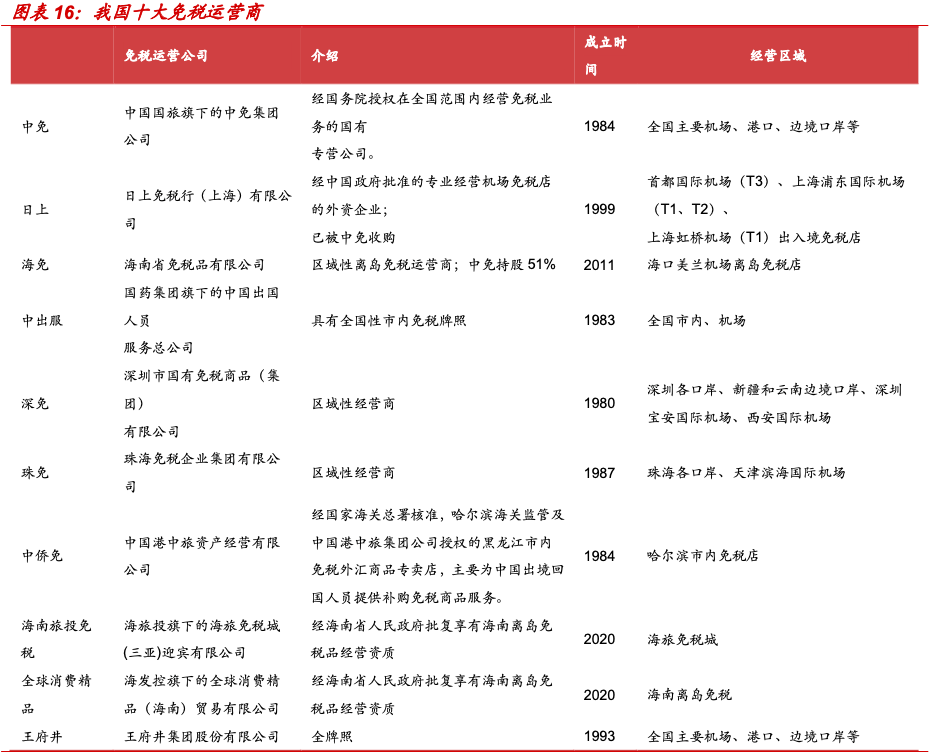 图表 16：我国十大免税运营商
免税运营公司 介绍 成立时间 经营区域
中免 中国国旅旗下的中免集团公司 经国务院授权在全国范围内经营免税业务的国有专营公司。 1984 全国主要机场、港口、边境口岸等
日上 日上免税行（上海）有限公司 经中国政府批准的专业经营机场免税店的外资企业；已被中免收购 1999 首都国际机场（T3）、上海浦东国际机场（T1、T2）、上海虹桥机场（T1）出入境免税店
海免 海南省免税品有限公司 区域性离岛免税运营商；中免持股 51% 2011 海口美兰机场离岛免税店
中出服 国药集团旗下的中国出国人员服务总公司 具有全国性市内免税牌照 1983 全国市内、机场
深免 深圳市国有免税商品（集团）有限公司 区域性经营商 1980 深圳各口岸、新疆和云南边境口岸、深圳宝安国际机场、西安国际机场
珠免 珠海免税企业集团有限公司 区域性经营商 1987 珠海各口岸、天津滨海国际机场
中侨免 中国港中旅资产经营有限公司 经国家海关总署核准，哈尔滨海关监管及中国港中旅集团公司授权的黑龙江市内免税外汇商品专卖店，主要为中国出境回国人员提供补购免税商品服务。 1984 哈尔滨市内免税店
海南旅投免税 海旅投旗下的海旅免税城(三亚)迎宾有限公司 经海南省人民政府批复享有海南离岛免税品经营资质 2020 海旅免税城
全球消费精品 海发控旗下的全球消费精品（海南）贸易有限公司 经海南省人民政府批复享有海南离岛免税品经营资质 2020 海南离岛免税
王府井 王府井集团股份有限公司 全牌照 1993 全国主要机场、港口、边境口岸等